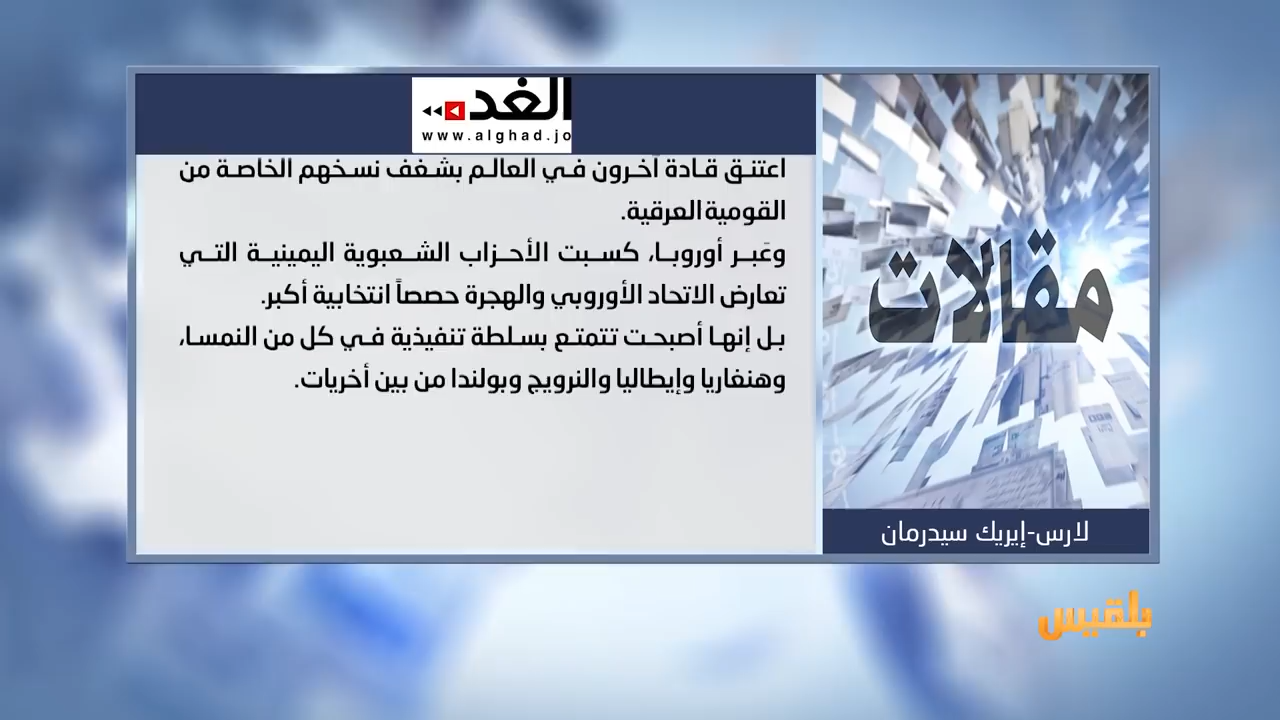 الغد
www.alghad.jo
اعتنق قادة آخرون في العالم بشغف نسخهم الخاصة من
القومية العرقية.
وعَبر أوروبا، كسبت الأحزاب الشعبوية اليمينية التي
تعارض الاتحاد الأوروبي والهجرة حصصاً انتخابية أكبر.
بل إنها أصبحت تتمتع بسلطة تنفيذية في كل من النمسا،
وهنغاريا وإيطاليا والنرويج وبولندا من بين أخريات.
مقالات
لارس-إيريك سيدرمان
بلقيس